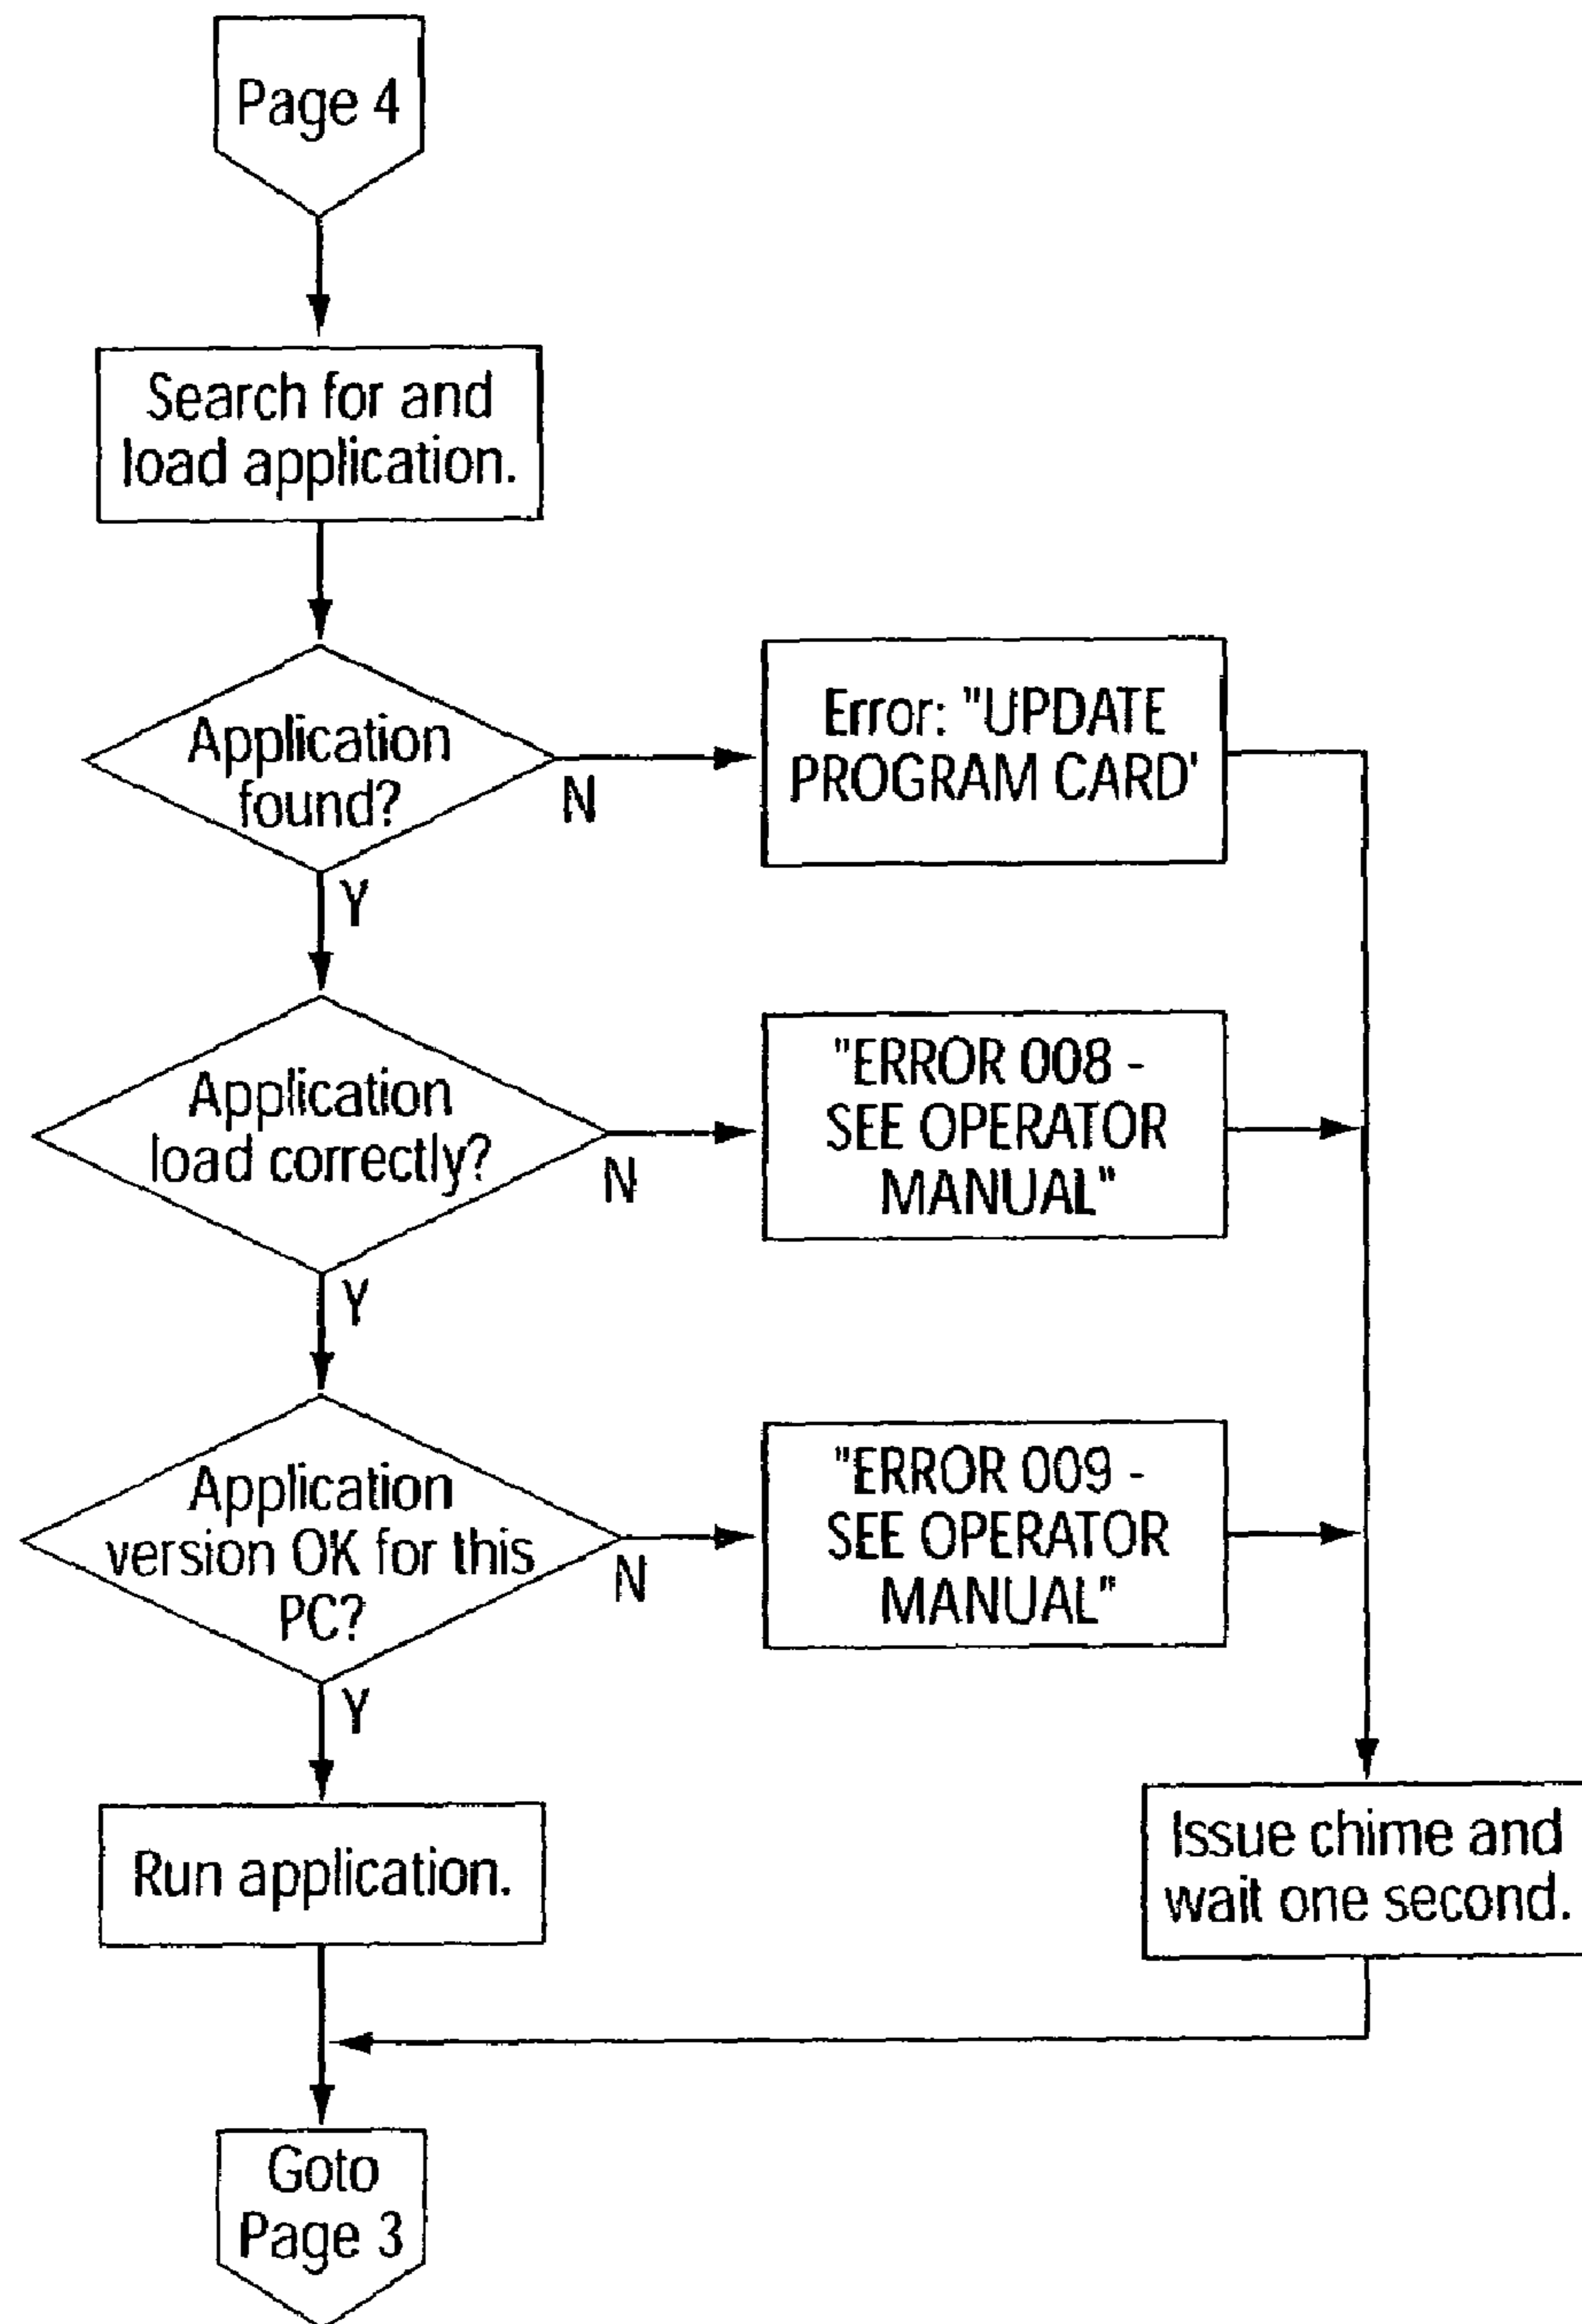 Page 4
Search for and
load application.
Application
found?
N
Y
Error: "UPDATE
PROGRAM CARD'
Application
load correctly?
N
Y
"ERROR 008 -
SEE OPERATOR
MANUAL"
Application
version OK for this
PC?
N
Y
"ERROR 009 -
SEE OPERATOR
MANUAL"
Run application.
Issue chime and
wait one second.
Goto
Page 3